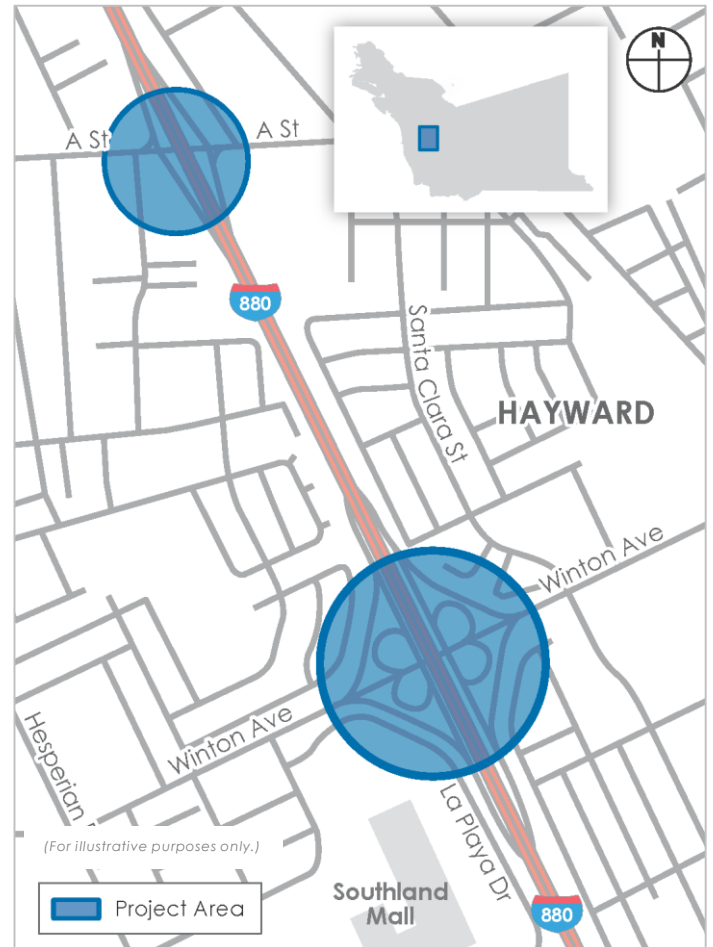 N
A St
A St
880
Santa Clara St
HAYWARD
Winton Ave
Winton Ave
Hesperian
La Playa Dr
(For illustrative purposes only.)
Project Area
Southland
Mall
880